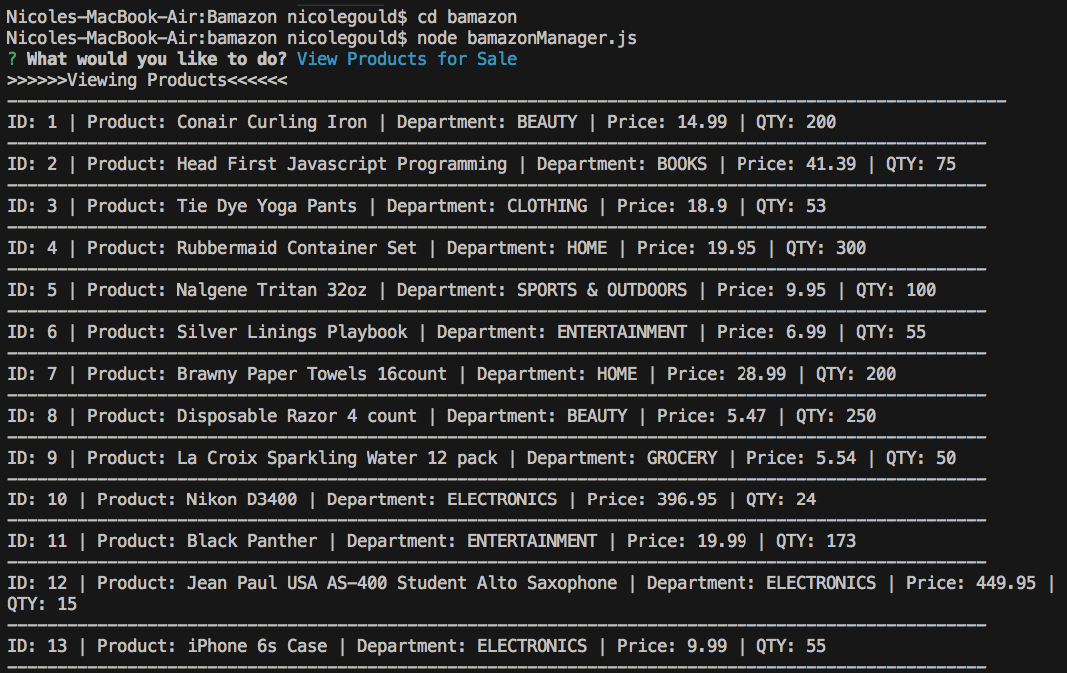 Nicoles-MacBook-Air:Bamazon nicolegould$ cd bamazon
Nicoles-MacBook-Air:bamazon nicolegould$ node bamazonManager.js
? What would you like to do? View Products for Sale
>>>>>>Viewing Products<<<<<<
----------------------------------------------------------------------------------------------------
ID: 1 | Product: Conair Curling Iron | Department: BEAUTY | Price: 14.99 | QTY: 200
--------------------------------------------------------------------------------------------------
ID: 2 | Product: Head First Javascript Programming | Department: BOOKS | Price: 41.39 | QTY: 75
--------------------------------------------------------------------------------------------------
ID: 3 | Product: Tie Dye Yoga Pants | Department: CLOTHING | Price: 18.9 | QTY: 53
--------------------------------------------------------------------------------------------------
ID: 4 | Product: Rubbermaid Container Set | Department: HOME | Price: 19.95 | QTY: 300
--------------------------------------------------------------------------------------------------
ID: 5 | Product: Nalgene Tritan 32oz | Department: SPORTS & OUTDOORS | Price: 9.95 | QTY: 100
--------------------------------------------------------------------------------------------------
ID: 6 | Product: Silver Linings Playbook | Department: ENTERTAINMENT | Price: 6.99 | QTY: 55
--------------------------------------------------------------------------------------------------
ID: 7 | Product: Brawny Paper Towels 16count | Department: HOME | Price: 28.99 | QTY: 200
--------------------------------------------------------------------------------------------------
ID: 8 | Product: Disposable Razor 4 count | Department: BEAUTY | Price: 5.47 | QTY: 250
--------------------------------------------------------------------------------------------------
ID: 9 | Product: La Croix Sparkling Water 12 pack | Department: GROCERY | Price: 5.54 | QTY: 50
--------------------------------------------------------------------------------------------------
ID: 10 | Product: Nikon D3400 | Department: ELECTRONICS | Price: 396.95 | QTY: 24
--------------------------------------------------------------------------------------------------
ID: 11 | Product: Black Panther | Department: ENTERTAINMENT | Price: 19.99 | QTY: 173
--------------------------------------------------------------------------------------------------
ID: 12 | Product: Jean Paul USA AS-400 Student Alto Saxophone | Department: ELECTRONICS | Price: 449.95 |
QTY: 15
--------------------------------------------------------------------------------------------------
ID: 13 | Product: iPhone 6s Case | Department: ELECTRONICS | Price: 9.99 | QTY: 55
--------------------------------------------------------------------------------------------------